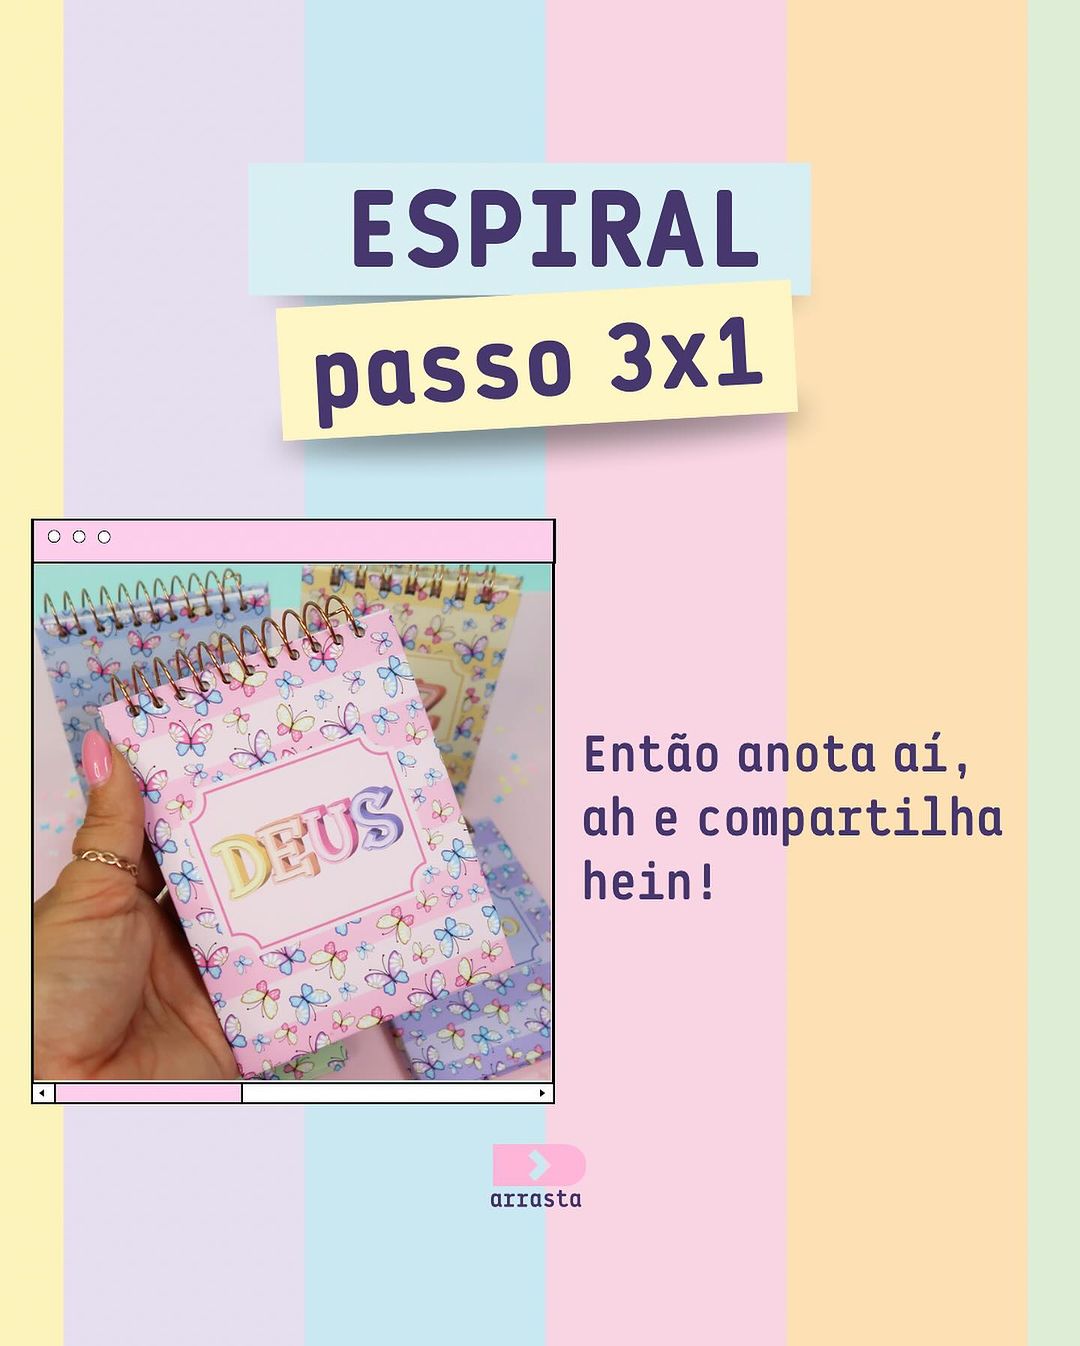 ESPIRAL
passo 3x1
DEUS
Então anota aí,
ah e compartilha
hein!
arrasta